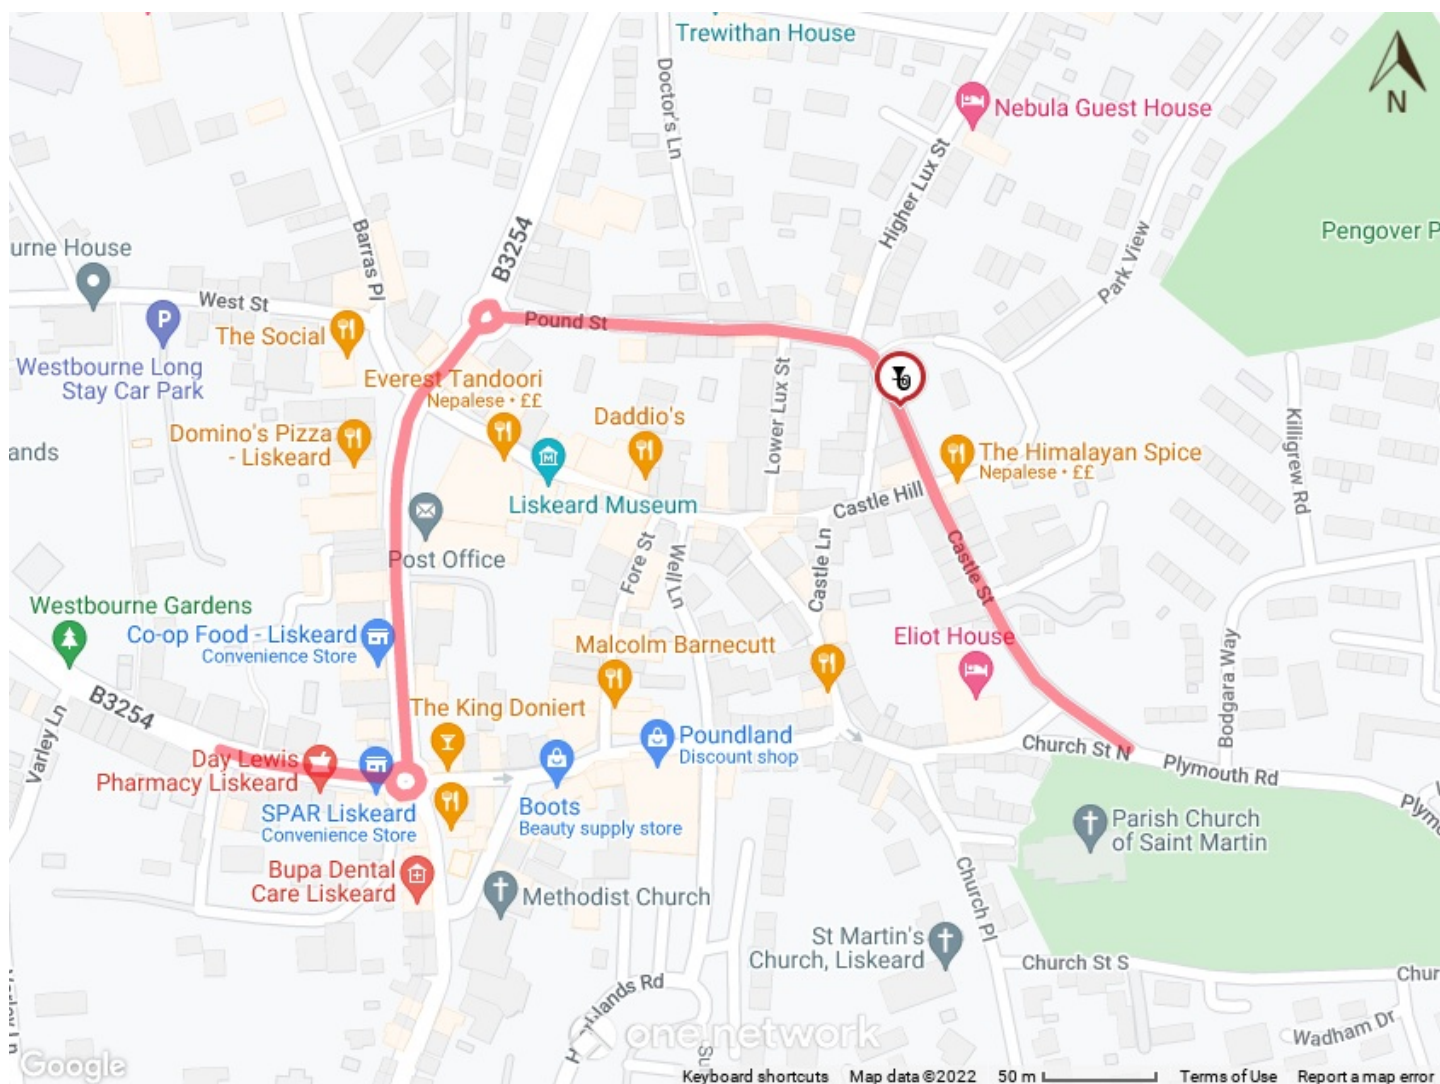 Trewithan House
Doctor's Ln
Nebula Guest House
N
Higher Lux St
Pengover P
Park View
B3254
Barras Pl
urne House
West St
Pound St
The Social
Westbourne Long
Stay Car Park
Everest Tandoori
Nepalese • ££
Daddio's
Lower Lux St
Domino's Pizza
- Liskeard
ands
The Himalayan Spice
Nepalese • ££
Killigrew Rd
Liskeard Museum
Castle Hill
Post Office
Fore St
Well Ln
Castle Ln
Castle St
Westbourne Gardens
Co-op Food - Liskeard
Convenience Store
Malcolm Barnecutt
Eliot House
Bodgara Way
B3254
Varley Ln
The King Doniert
Poundland
Discount shop
Church St N
Plymouth Rd
Day Lewis
Pharmacy Liskeard
SPAR Liskeard
Convenience Store
Boots
Beauty supply store
Parish Church
of Saint Martin
Plymo
Bupa Dental
Care Liskeard
Methodist Church
Church Pl
St Martin's
Church, Liskeard
Church St S
Chur
lands Rd
one.network
Su
Wadham Dr
Google
Keyboard shortcuts
Map data ©2022
50 m
Terms of Use
Report a map error